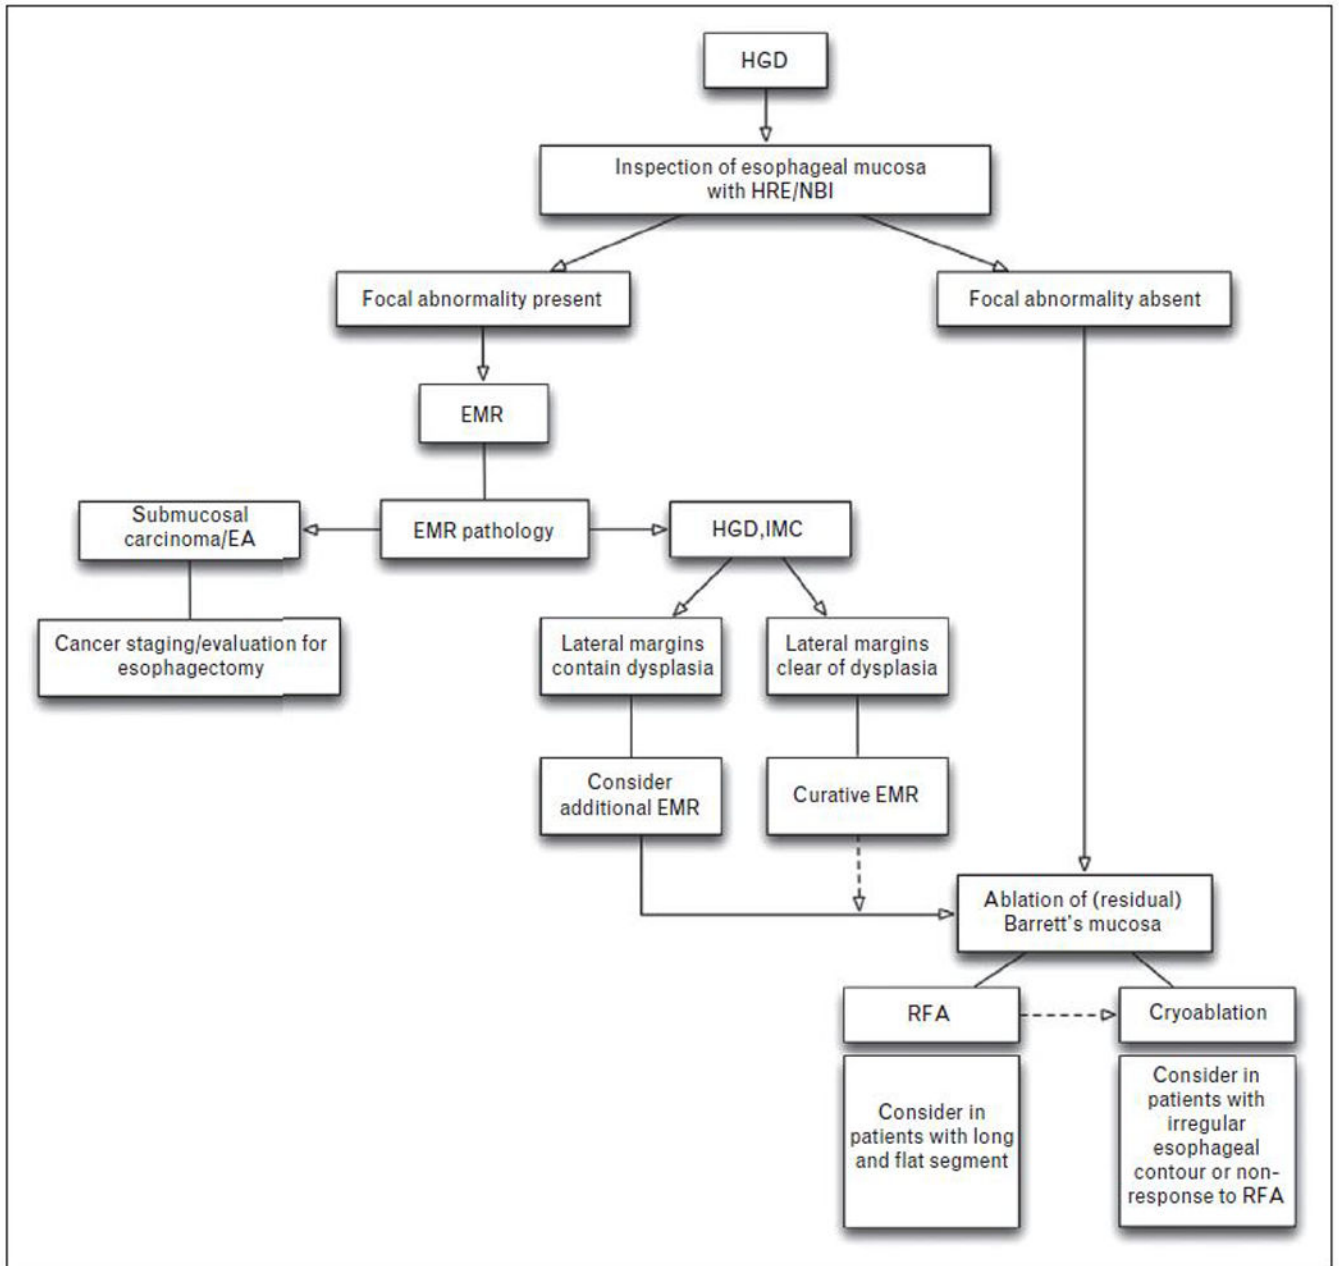 HGD
Inspection of esophageal mucosa
with HRE/NBI
Focal abnormality present
Focal abnormality absent
EMR
Submucosal
carcinoma/EA
EMR pathology
HGD,IMC
Cancer staging/evaluation for
esophagectomy
Lateral margins
contain dysplasia
Lateral margins
clear of dysplasia
Consider
additional EMR
Curative EMR
Ablation of (residual)
Barrett's mucosa
RFA
Cryoablation
Consider in
patients with long
and flat segment
Consider in
patients with
irregular
esophageal
contour or non-
response to RFA